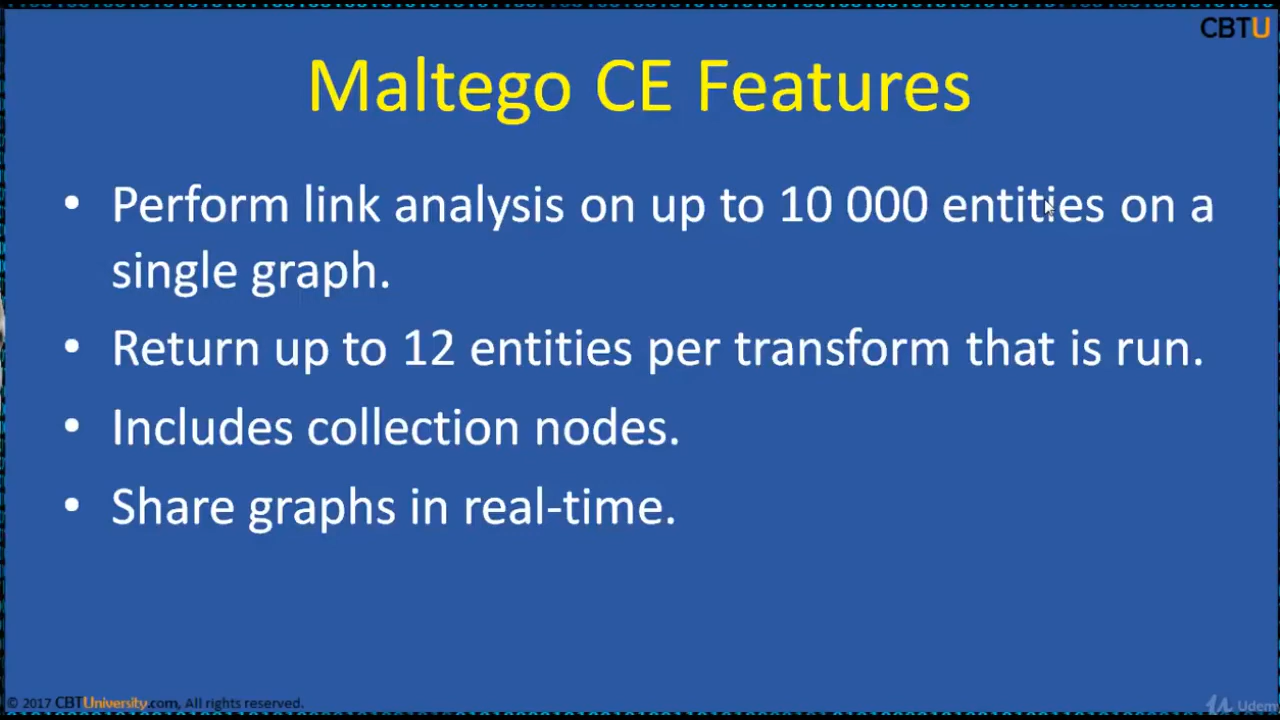 CBTU
Maltego CE Features
• Perform link analysis on up to 10 000 entities on a
single graph.
• Return up to 12 entities per transform that is run.
• Includes collection nodes.
• Share graphs in real-time.
© 2017 CBTUniversity.com, All rights reserved.
Udemy